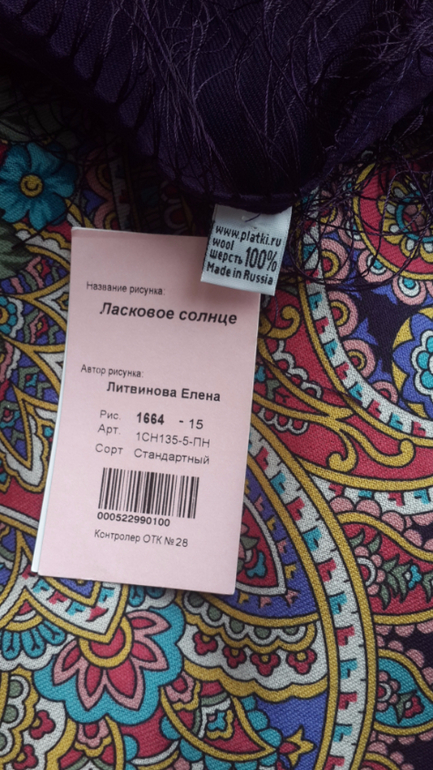 www.platki.ru
wool
шерсть 100%
Made in Russia
Название рисунка:
Ласковое солнце
Автор рисунка:
Литвинова Елена
Рис. 1664 - 15
Арт. 1СН135-5-ПН
Сорт Стандартный
000522990100
Контролер ОТК № 28